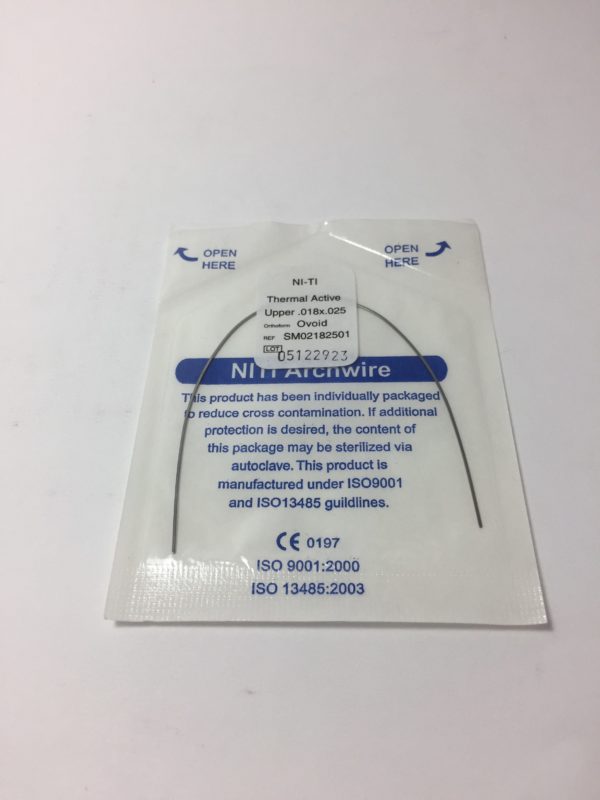 OPEN
HERE
OPEN
HERE
NI-TI
Thermal Active
Upper .018x.025
Orthoform Ovoid
REF SM02182501
LOT 05122923
NITI Archwire
This product has been individually packaged
to reduce cross contamination. If additional
protection is desired, the content of
this package may be sterilized via
autoclave. This product is
manufactured under ISO9001
and ISO13485 guildlines.
CE 0197
ISO 9001:2000
ISO 13485:2003